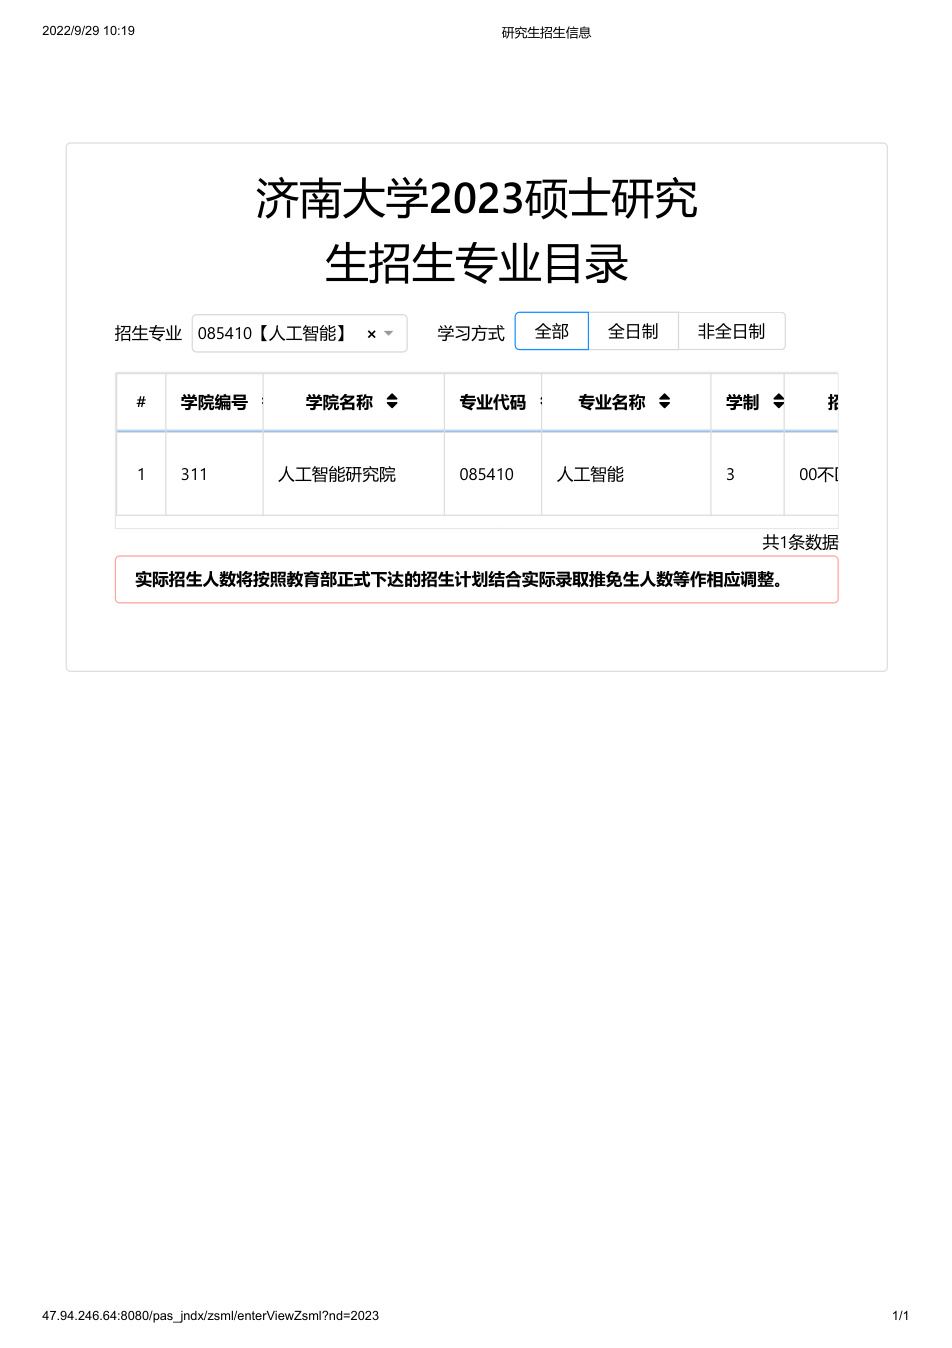 2022/9/29 10:19 研究生招生信息
济南大学2023硕士研究
生招生专业目录
招生专业 085410【人工智能】 × 学习方式 全部 全日制 非全日制
# 学院编号 学院名称 专业代码 专业名称 学制 招
1 311 人工智能研究院 085410 人工智能 3 00不
共1条数据
实际招生人数将按照教育部正式下达的招生计划结合实际录取推免生人数等作相应调整。
47.94.246.64:8080/pas_jndx/zsml/enterViewZsml?nd=2023 1/1